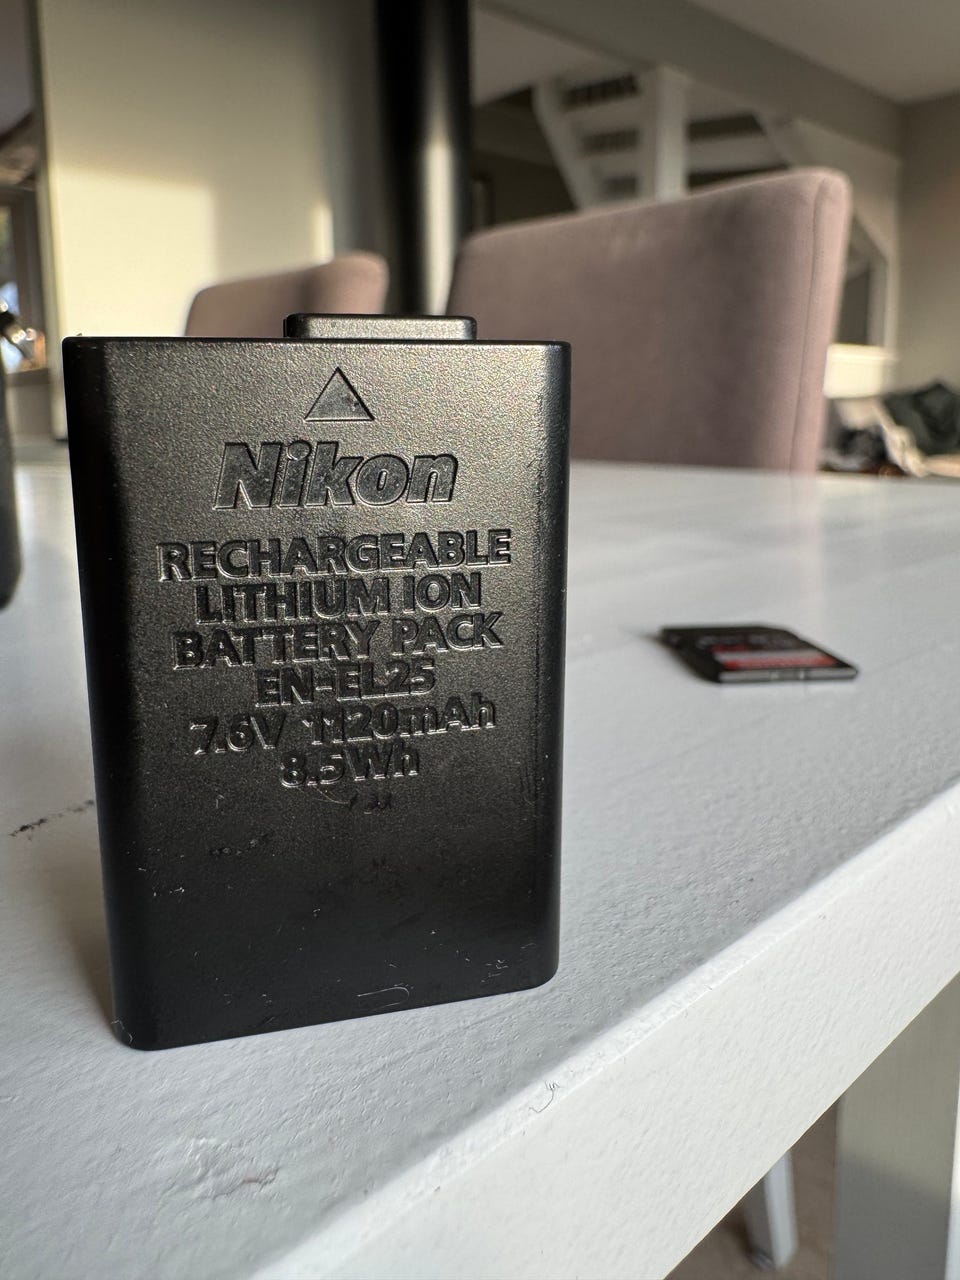 Nikon
RECHARGEABLE
LITHIUM ION
BATTERY PACK
EN-EL25
7.6V 1120mAh
8.5Wh